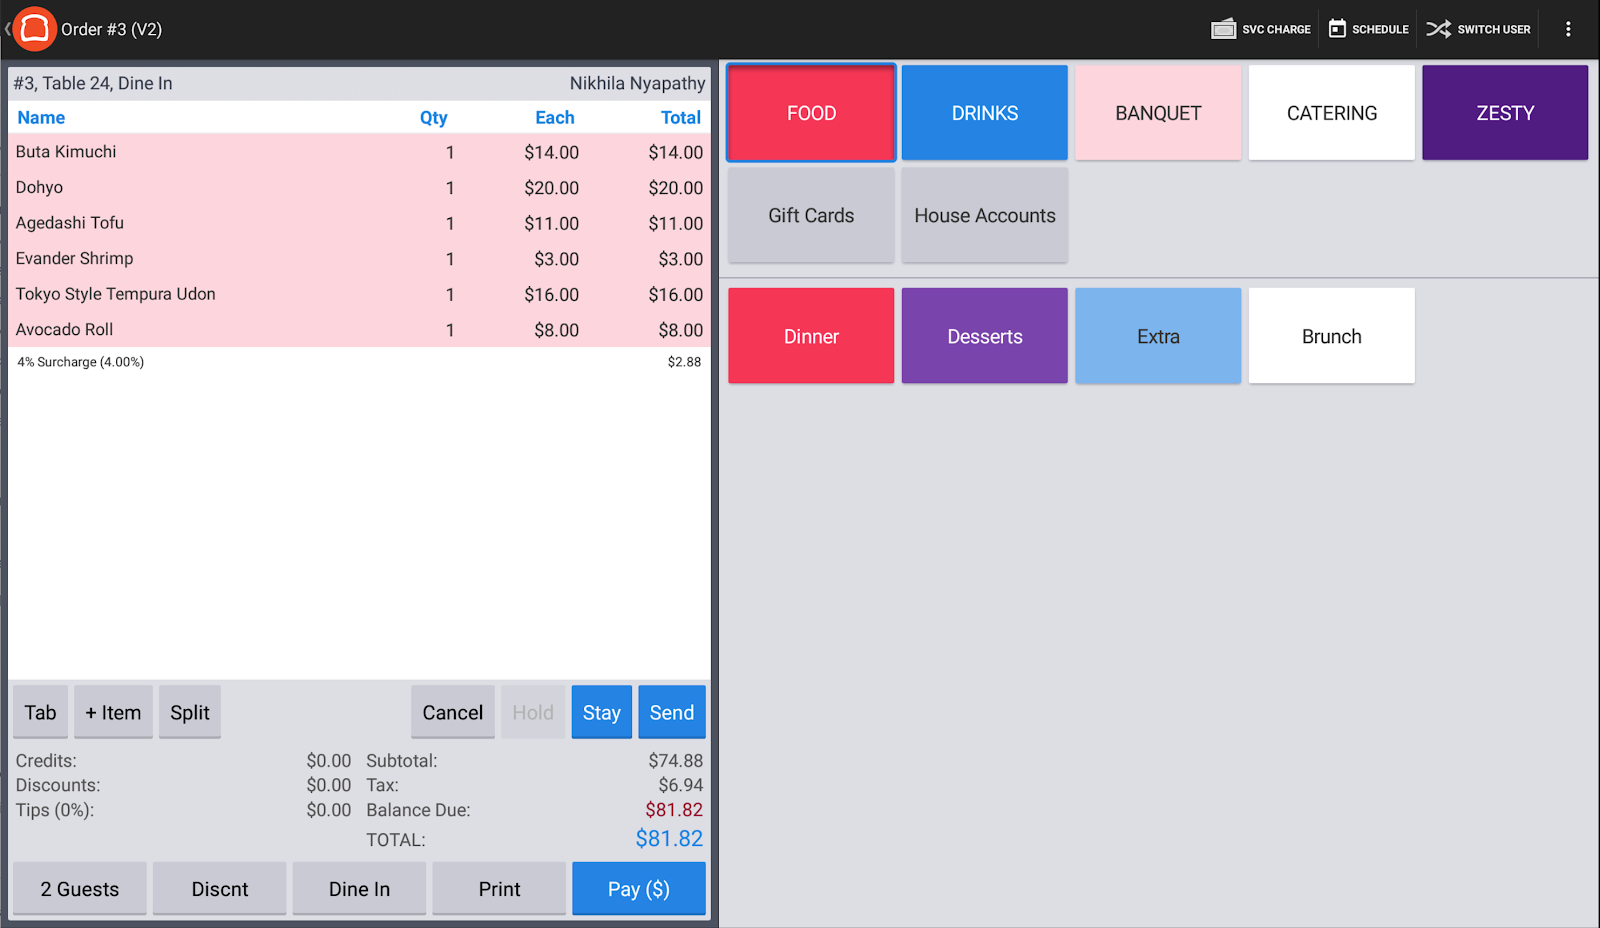 Order #3 (V2)
SVC CHARGE
SCHEDULE
SWITCH USER
#3, Table 24, Dine In Nikhila Nyapathy
Name Qty Each Total
Buta Kimuchi 1 $14.00 $14.00
Dohyo 1 $20.00 $20.00
Agedashi Tofu 1 $11.00 $11.00
Evander Shrimp 1 $3.00 $3.00
Tokyo Style Tempura Udon 1 $16.00 $16.00
Avocado Roll 1 $8.00 $8.00
4% Surcharge (4.00%) $2.88
Tab + Item Split Cancel Hold Stay Send
Credits: $0.00 Subtotal: $74.88
Discounts: $0.00 Tax: $6.94
Tips (0%): $0.00 Balance Due: $81.82
TOTAL: $81.82
2 Guests Discnt Dine In Print Pay ($)
FOOD DRINKS BANQUET CATERING ZESTY
Gift Cards House Accounts
Dinner Desserts Extra Brunch